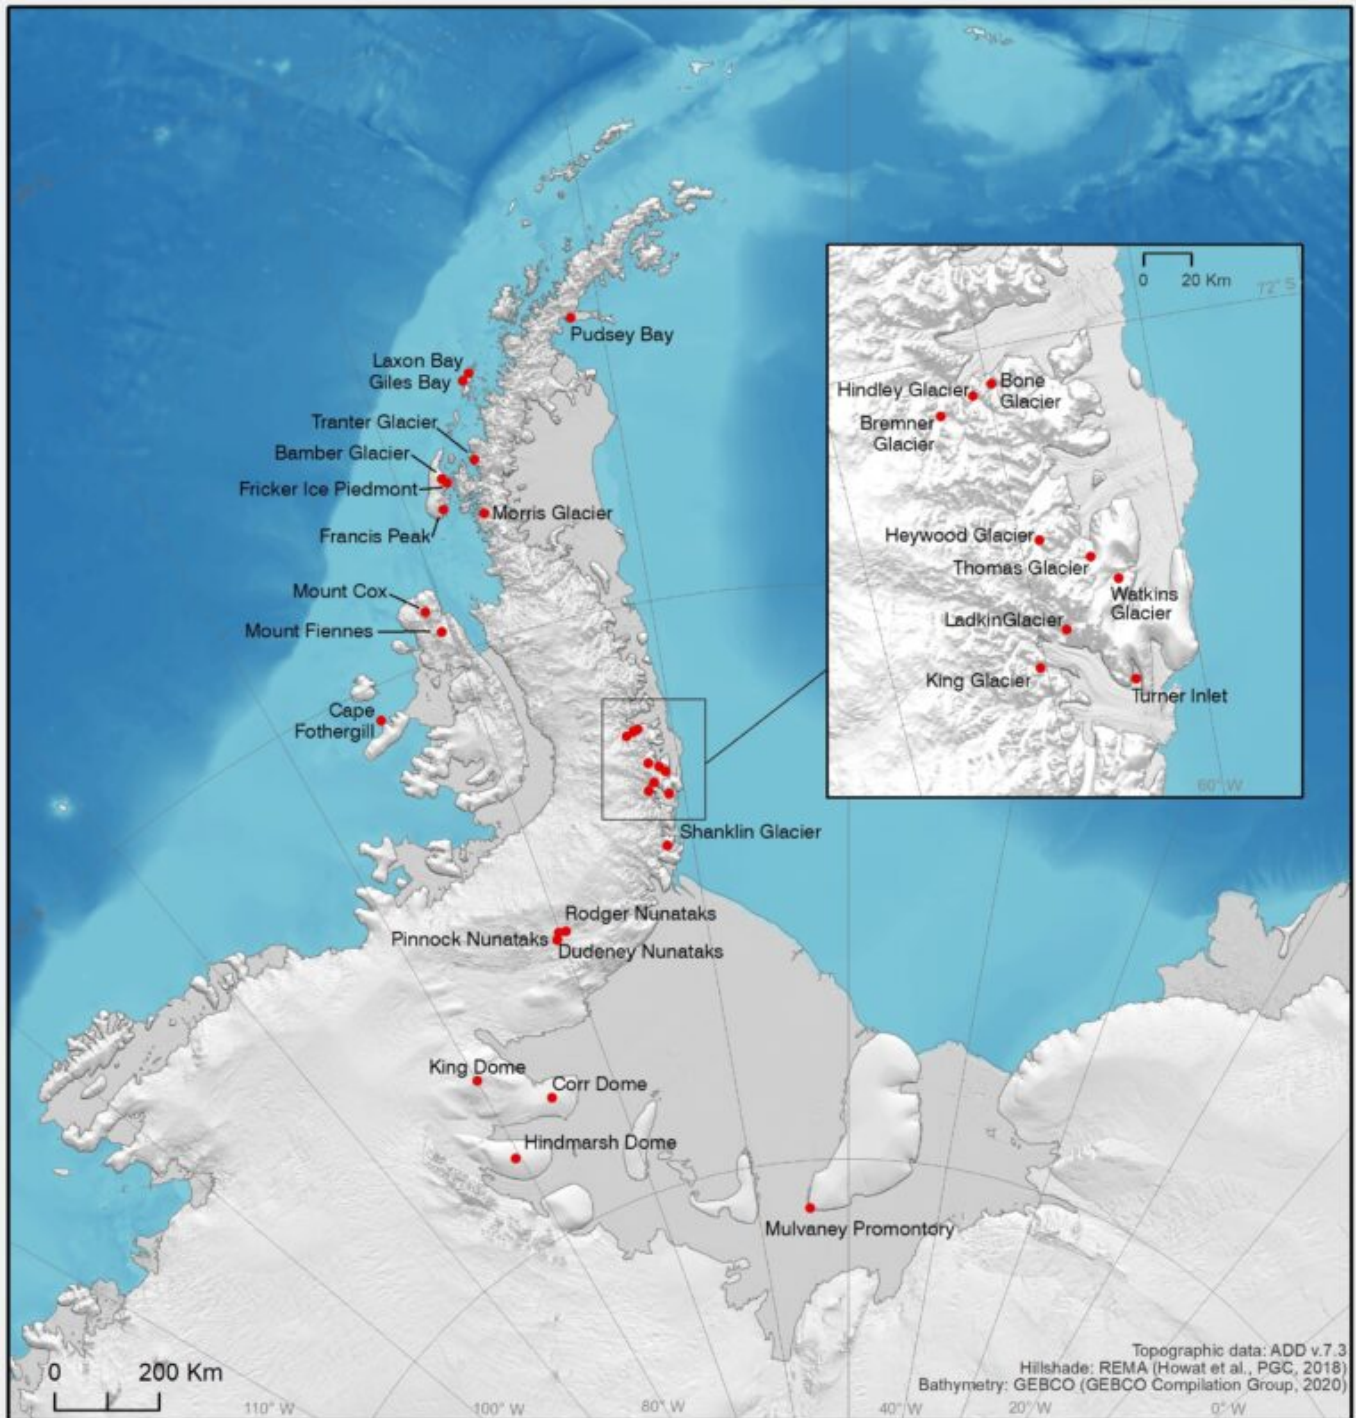 0 20 Km
72° S
Pudsey Bay
Laxon Bay
Giles Bay
Bone
Glacier
Hindley Glacier
Bremner
Glacier
Tranter Glacier
Bamber Glacier
Fricker Ice Piedmont
Morris Glacier
Francis Peak
Heywood Glacier
Thomas Glacier
Watkins
Glacier
LadkinGlacier
King Glacier
Turner Inlet
60° W
Mount Cox
Mount Fiennes
Cape
Fothergill
Shanklin Glacier
Rodger Nunataks
Pinnock Nunataks
Dudeney Nunataks
King Dome
Corr Dome
Hindmarsh Dome
Mulvaney Promontory
0 200 Km
Topographic data: ADD v.7.3
Hillshade: REMA (Howat et al., PGC, 2018)
Bathymetry: GEBCO (GEBCO Compilation Group, 2020)
110° W 100° W 80° W 40° W 20° W 0° W